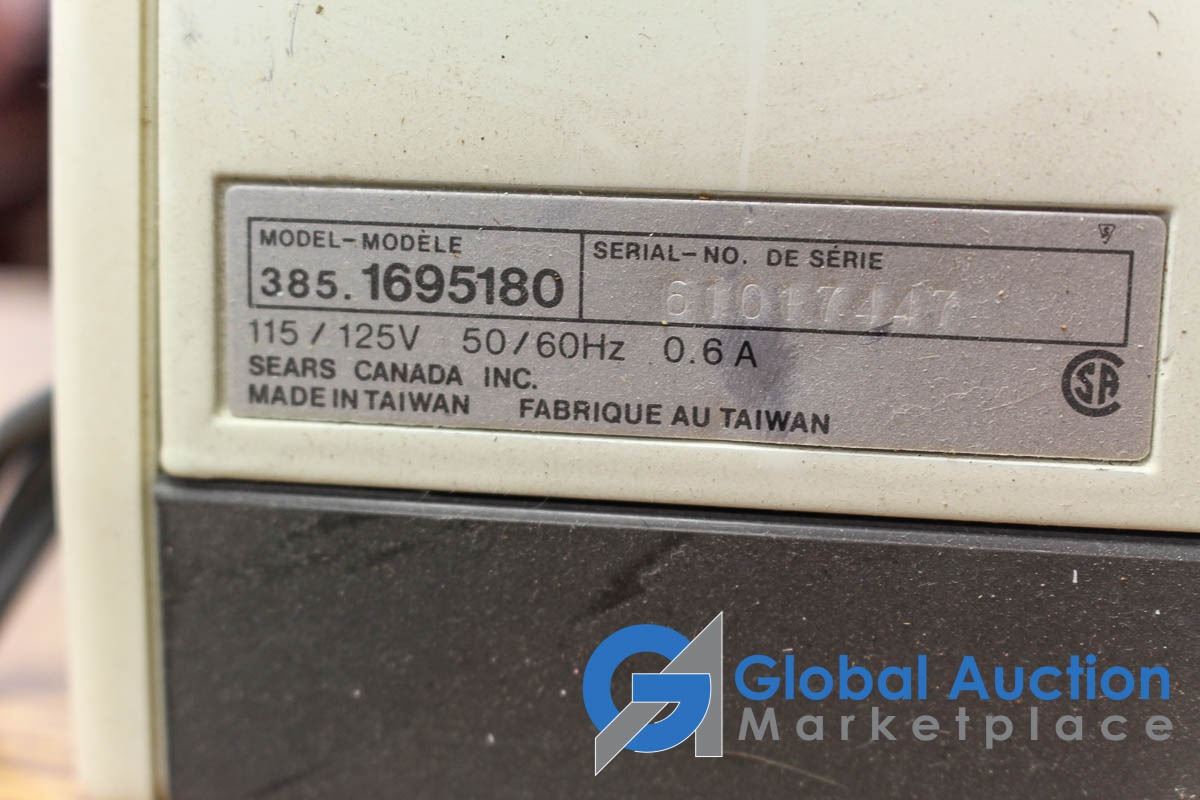 MODEL-MODÈLE
385.1695180
SERIAL-NO. DE SÉRIE
61017447
115/125V 50/60Hz 0.6 A
SEARS CANADA INC.
MADE IN TAIWAN FABRIQUE AU TAIWAN
Global Auction
Marketplace